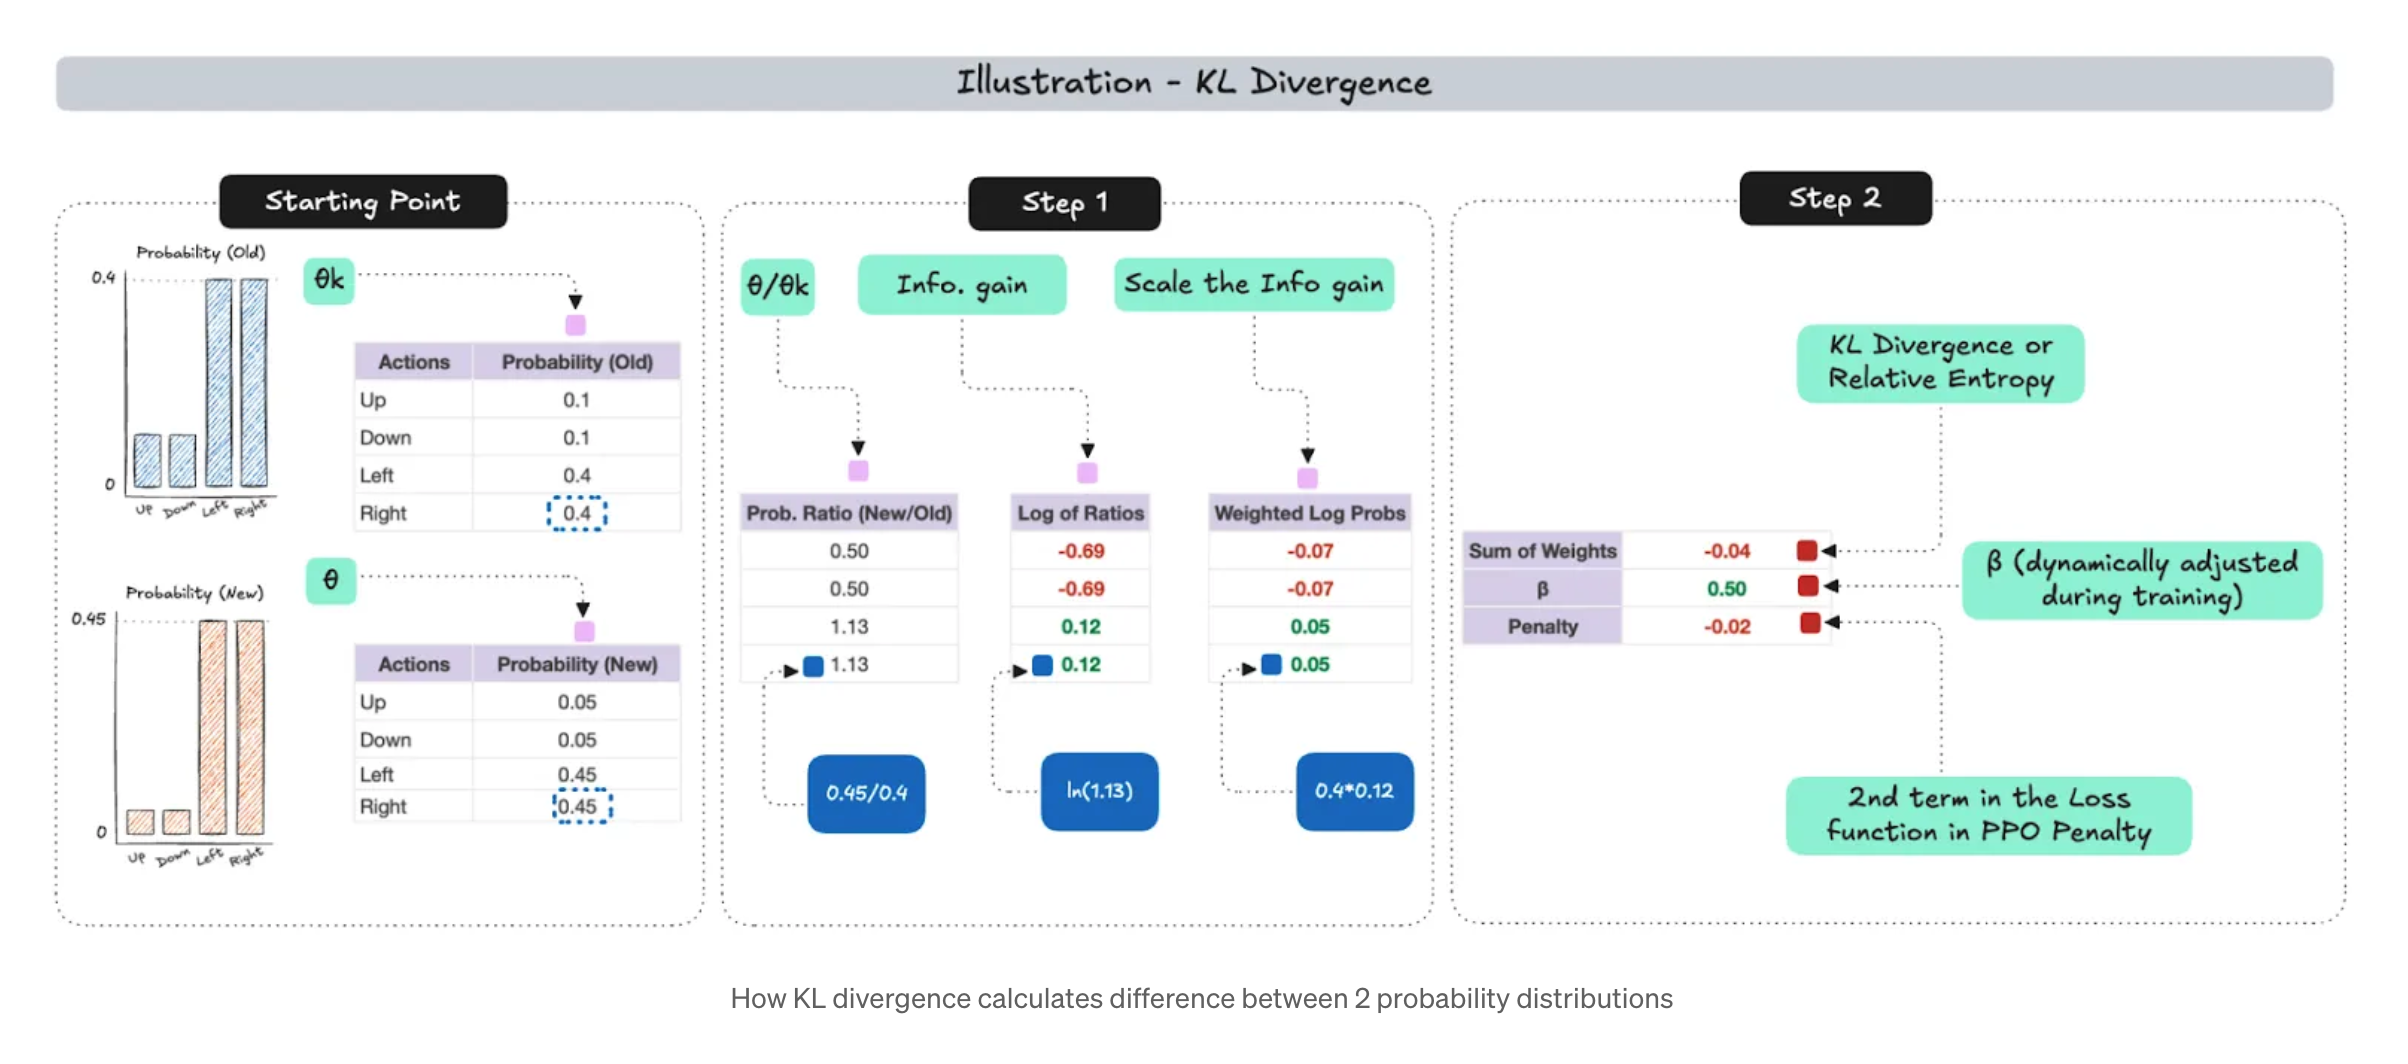 Illustration - KL Divergence
Starting Point
Probability (Old)
0.4
0
Up Down Left Right
θk
Actions Probability (Old)
Up 0.1
Down 0.1
Left 0.4
Right 0.4
Probability (New)
0.45
0
Up Down Left Right
θ
Actions Probability (New)
Up 0.05
Down 0.05
Left 0.45
Right 0.45
Step 1
θ/θk
Info. gain
Scale the Info gain
Prob. Ratio (New/Old)
0.50
0.50
1.13
1.13
0.45/0.4
Log of Ratios
-0.69
-0.69
0.12
0.12
ln(1.13)
Weighted Log Probs
-0.07
-0.07
0.05
0.05
0.4*0.12
Step 2
KL Divergence or
Relative Entropy
Sum of Weights -0.04
β 0.50
Penalty -0.02
β (dynamically adjusted
during training)
2nd term in the Loss
function in PPO Penalty
How KL divergence calculates difference between 2 probability distributions